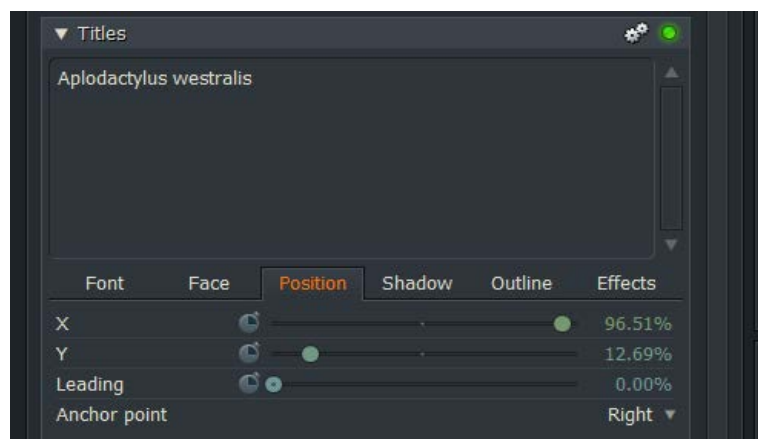 Titles
Aplodactylus westralis
Font Face Position Shadow Outline Effects
X 96.51%
Y 12.69%
Leading 0.00%
Anchor point Right